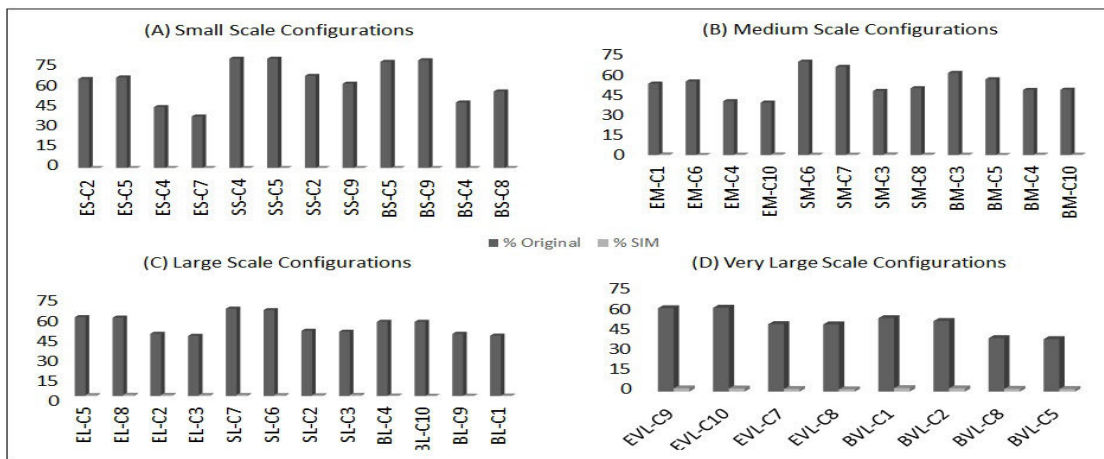 (A) Small Scale Configurations
75
60
45
30
15
0
ES-C2
ES-C5
ES-C4
ES-C7
SS-C4
SS-C5
SS-C2
SS-C9
BS-C5
BS-C9
BS-C4
BS-C8
(B) Medium Scale Configurations
75
60
45
30
15
0
EM-C1
EM-C6
EM-C4
EM-C10
SM-C6
SM-C7
SM-C3
SM-C8
BM-C3
BM-C5
BM-C4
BM-C10
% Original % SIM
(C) Large Scale Configurations
75
60
45
30
15
0
EL-C5
EL-C8
EL-C2
EL-C3
SL-C7
SL-C6
SL-C2
SL-C3
BL-C4
BL-C10
BL-C9
BL-C1
(D) Very Large Scale Configurations
75
60
45
30
15
0
EVL-C9
EVL-C10
EVL-C7
EVL-C8
BVL-C1
BVL-C2
BVL-C8
BVL-C5